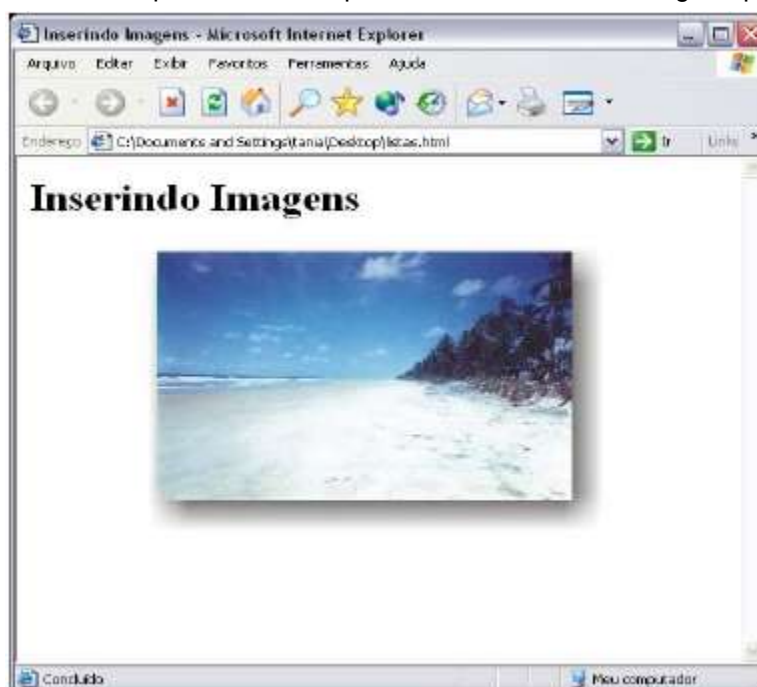 Inserindo Imagens - Microsoft Internet Explorer
Arquivo Editar Exibir Favoritos Ferramentas Ajuda
Endereço C:\Documents and Settings\tania\Desktop\listas.html Ir Links »
Inserindo Imagens
Concluído Meu computador